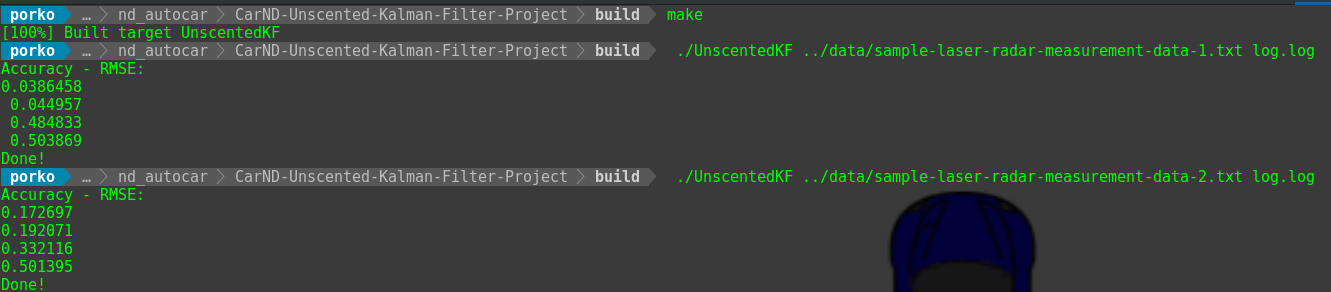 porko … nd_autocar CarND-Unscented-Kalman-Filter-Project build make
[100%] Built target UnscentedKF
porko … nd_autocar CarND-Unscented-Kalman-Filter-Project build ./UnscentedKF ../data/sample-laser-radar-measurement-data-1.txt log.log
Accuracy - RMSE:
0.0386458
0.044957
0.484833
0.503869
Done!
porko … nd_autocar CarND-Unscented-Kalman-Filter-Project build ./UnscentedKF ../data/sample-laser-radar-measurement-data-2.txt log.log
Accuracy - RMSE:
0.172697
0.192071
0.332116
0.501395
Done!